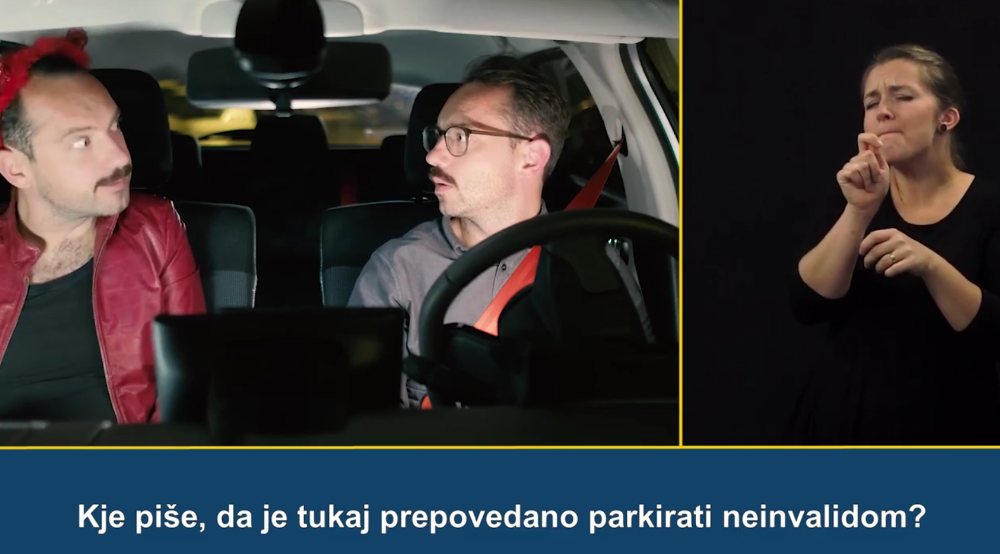 Kje piše, da je tukaj prepovedano parkirati neinvalidom?